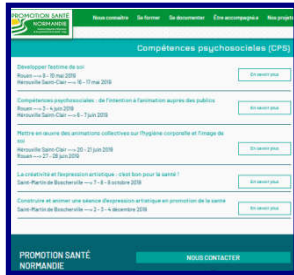 PROMOTION SANTÉ
NORMANDIE
Nous connaître Se former Se documenter Être accompagné·e Nos projets
Compétences psychosociales (CPS)
Développer l'estime de soi
Rouen ---> 9 - 10 mai 2019
Hérouville Saint-Clair ---> 16 - 17 mai 2019
En savoir plus
Compétences psychosociales : de l'intention à l'animation auprès des publics
Rouen ---> 3 - 4 juin 2019
Hérouville Saint-Clair ---> 6 - 7 juin 2019
En savoir plus
Mettre en œuvre des animations collectives sur l'hygiène corporelle et l'image de
soi
Hérouville Saint-Clair ---> 20 - 21 juin 2019
Rouen ---> 27 - 28 juin 2019
En savoir plus
La créativité et l'expression artistique : c'est bon pour la santé !
Saint-Martin de Boscherville ---> 7 - 8 - 9 octobre 2019
En savoir plus
Construire et animer une séance d'expression artistique en promotion de la santé
Saint-Martin de Boscherville ---> 2 - 3 - 4 décembre 2019
En savoir plus
PROMOTION SANTÉ
NORMANDIE
NOUS CONTACTER